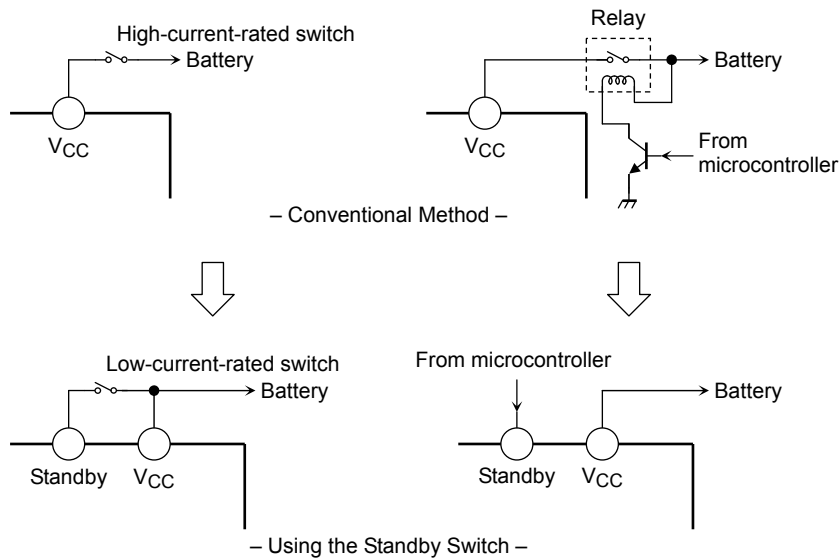 High-current-rated switch
Battery
VCC
Relay
Battery
VCC
From
microcontroller
– Conventional Method –
Low-current-rated switch
Battery
Standby
VCC
From microcontroller
Battery
Standby
VCC
– Using the Standby Switch –